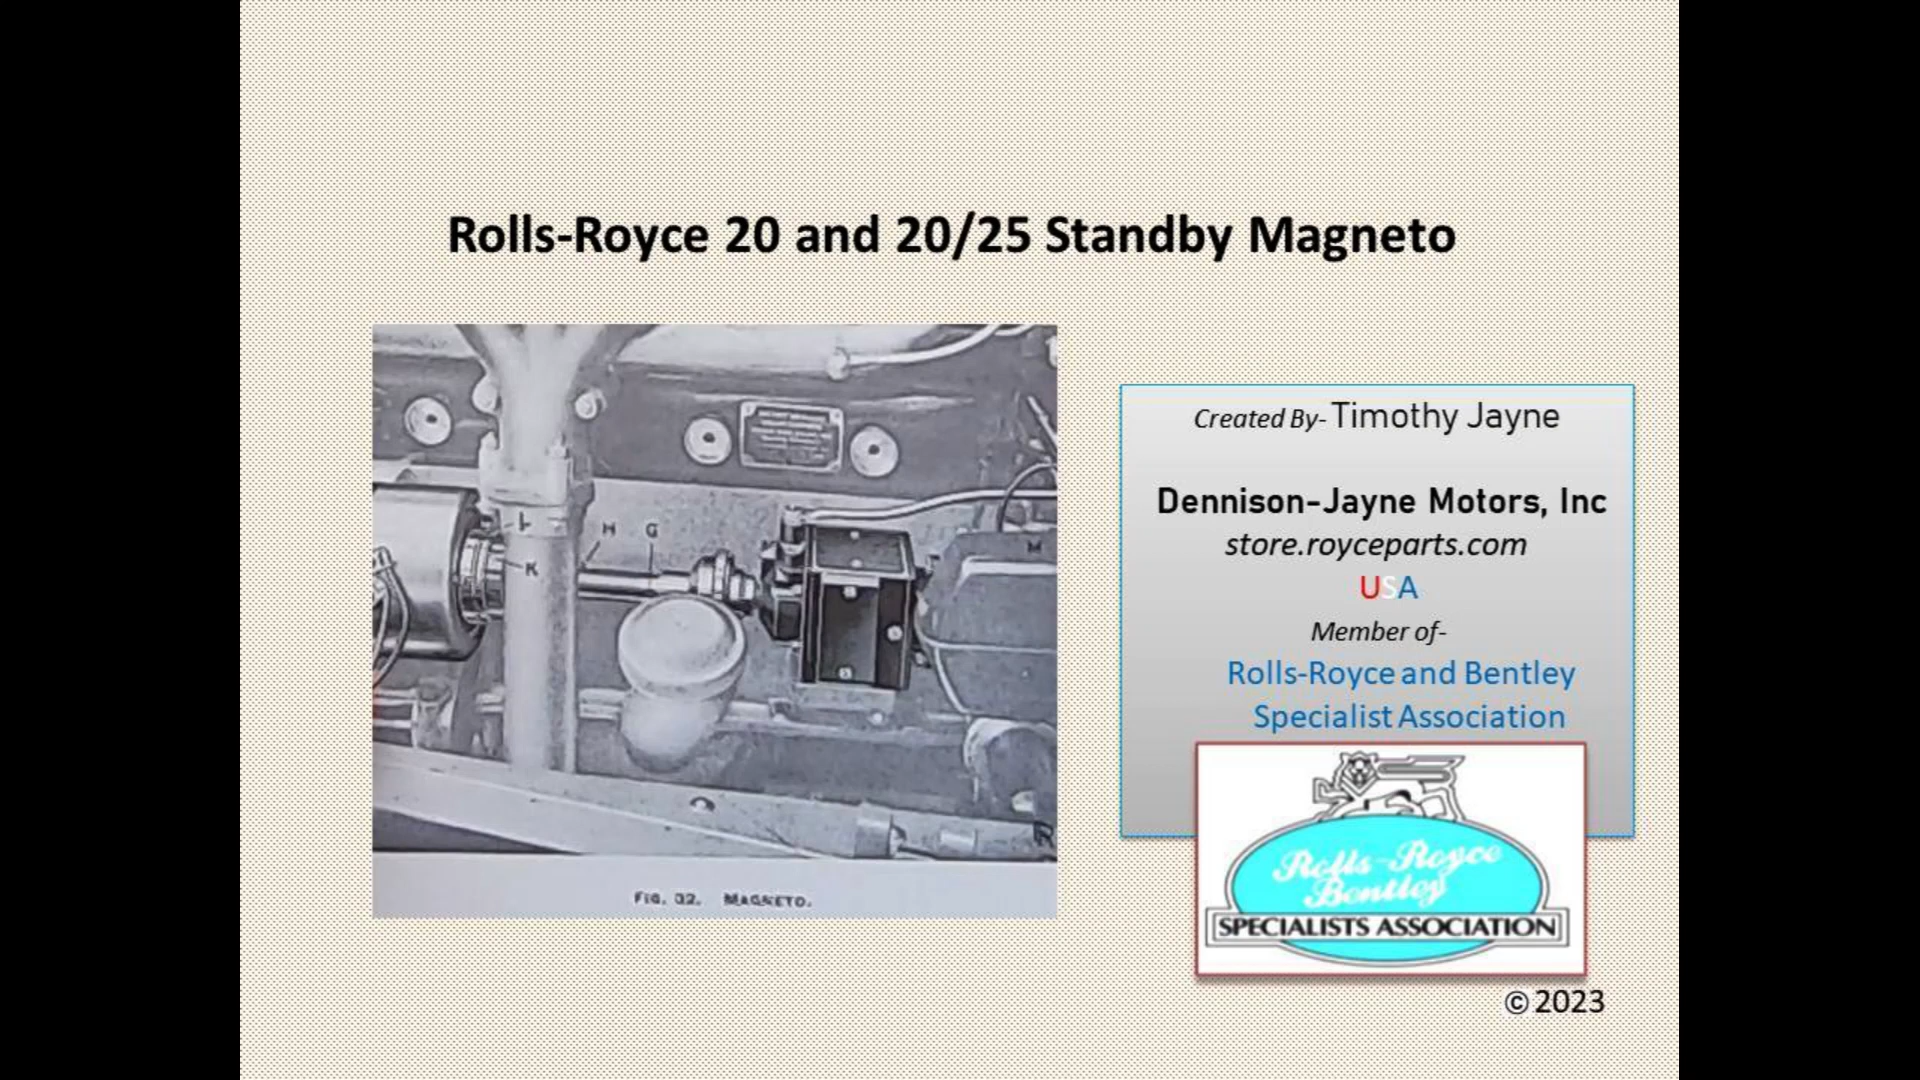 Rolls-Royce 20 and 20/25 Standby Magneto
L
H G
K
M
FIG. 32. MAGNETO.
Created By- Timothy Jayne
Dennison-Jayne Motors, Inc
store.royceparts.com
USA
Member of-
Rolls-Royce and Bentley
Specialist Association
Rolls-Royce
Bentley
SPECIALISTS ASSOCIATION
© 2023